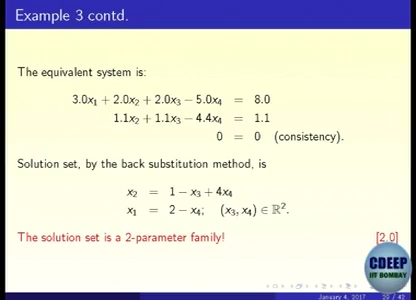 Example 3 contd.
The equivalent system is:
3.0x₁ + 2.0x₂ + 2.0x₃ − 5.0x₄ = 8.0
1.1x₂ + 1.1x₃ − 4.4x₄ = 1.1
0 = 0 (consistency).
Solution set, by the back substitution method, is
x₂ = 1 − x₃ + 4x₄
x₁ = 2 − x₄; (x₃, x₄) ∈ ℝ².
The solution set is a 2-parameter family! [2.0]
CDEEP
IIT BOMBAY
January 4, 2017